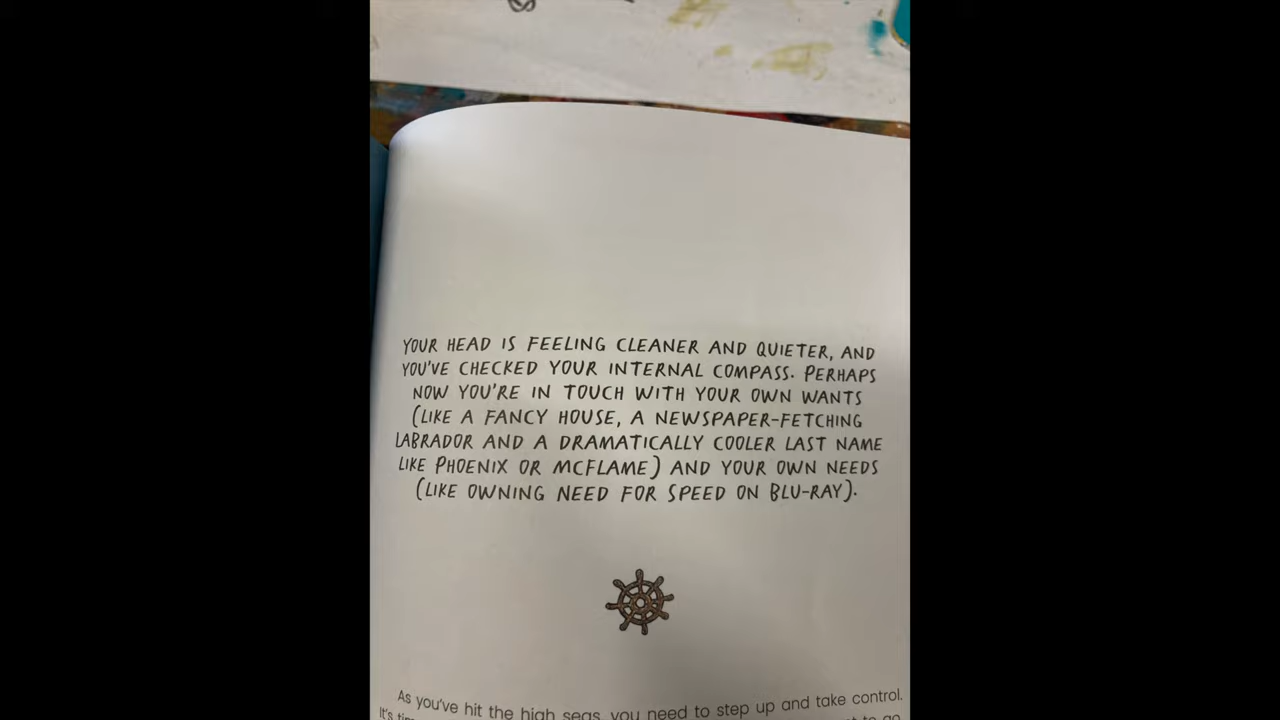 YOUR HEAD IS FEELING CLEANER AND QUIETER, AND
YOU'VE CHECKED YOUR INTERNAL COMPASS. PERHAPS
NOW YOU'RE IN TOUCH WITH YOUR OWN WANTS
(LIKE A FANCY HOUSE, A NEWSPAPER-FETCHING
LABRADOR AND A DRAMATICALLY COOLER LAST NAME
LIKE PHOENIX OR MCFLAME) AND YOUR OWN NEEDS
(LIKE OWNING NEED FOR SPEED ON BLU-RAY).
As you've hit the high seas, you need to step up and take control.
It's to go